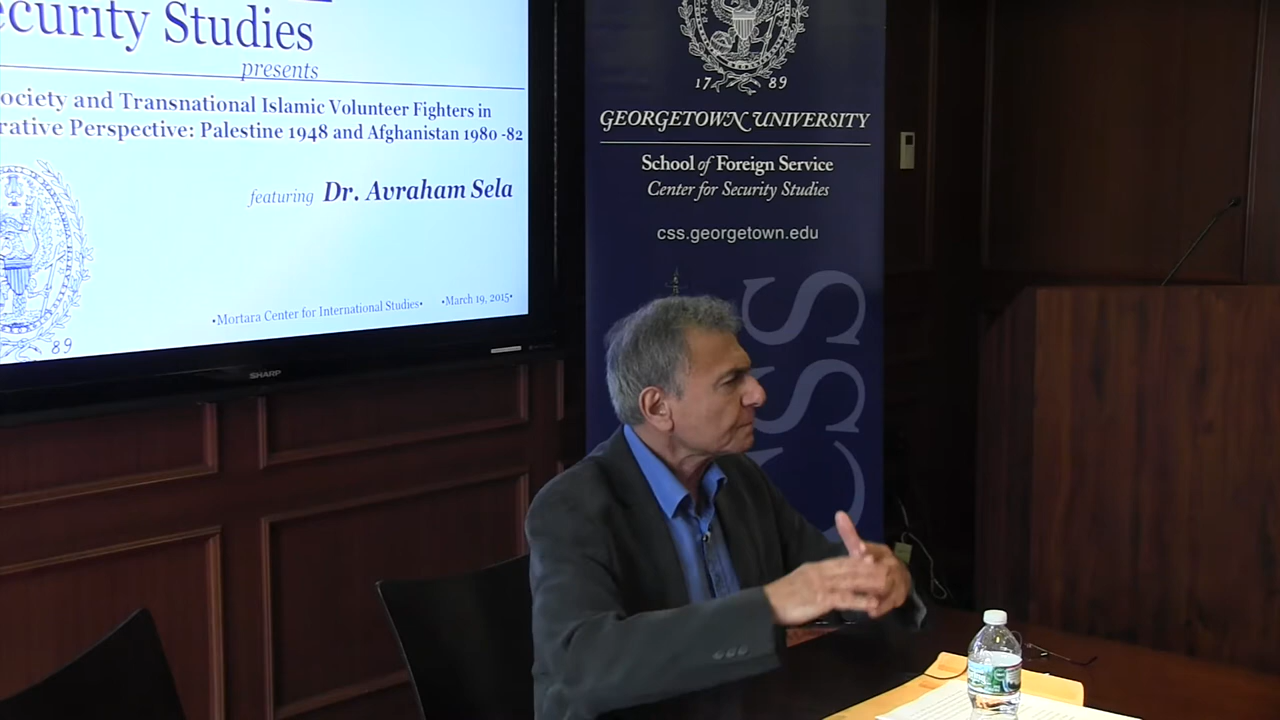 ecurity Studies
presents
ociety and Transnational Islamic Volunteer Fighters in
rative Perspective: Palestine 1948 and Afghanistan 1980 -82
featuring Dr. Avraham Sela
•Mortara Center for International Studies• •March 19, 2015•
89
SHARP
17 89
GEORGETOWN UNIVERSITY
School of Foreign Service
Center for Security Studies
css.georgetown.edu
CSS